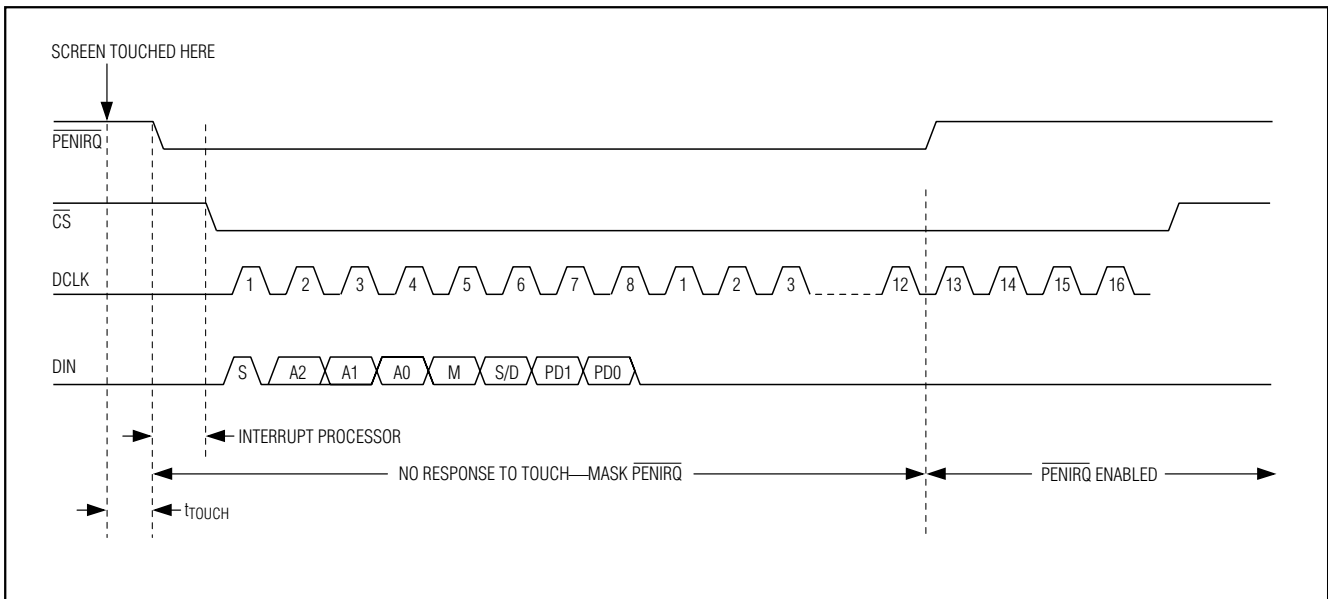 SCREEN TOUCHED HERE
PENIRQ
CS
DCLK
1 2 3 4 5 6 7 8 1 2 3 12 13 14 15 16
DIN
S A2 A1 A0 M S/D PD1 PD0
INTERRUPT PROCESSOR
NO RESPONSE TO TOUCH—MASK PENIRQ
PENIRQ ENABLED
tTOUCH